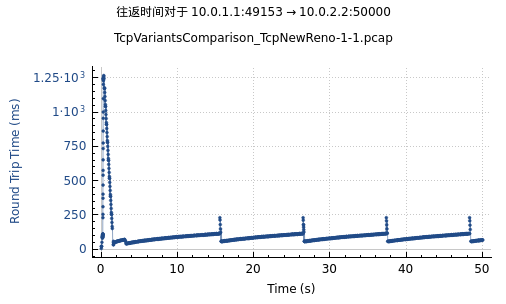 往返时间对于 10.0.1.1:49153 → 10.0.2.2:50000
TcpVariantsComparison_TcpNewReno-1-1.pcap
Round Trip Time (ms)
1.25·10³
1·10³
750
500
250
0
0 10 20 30 40 50
Time (s)